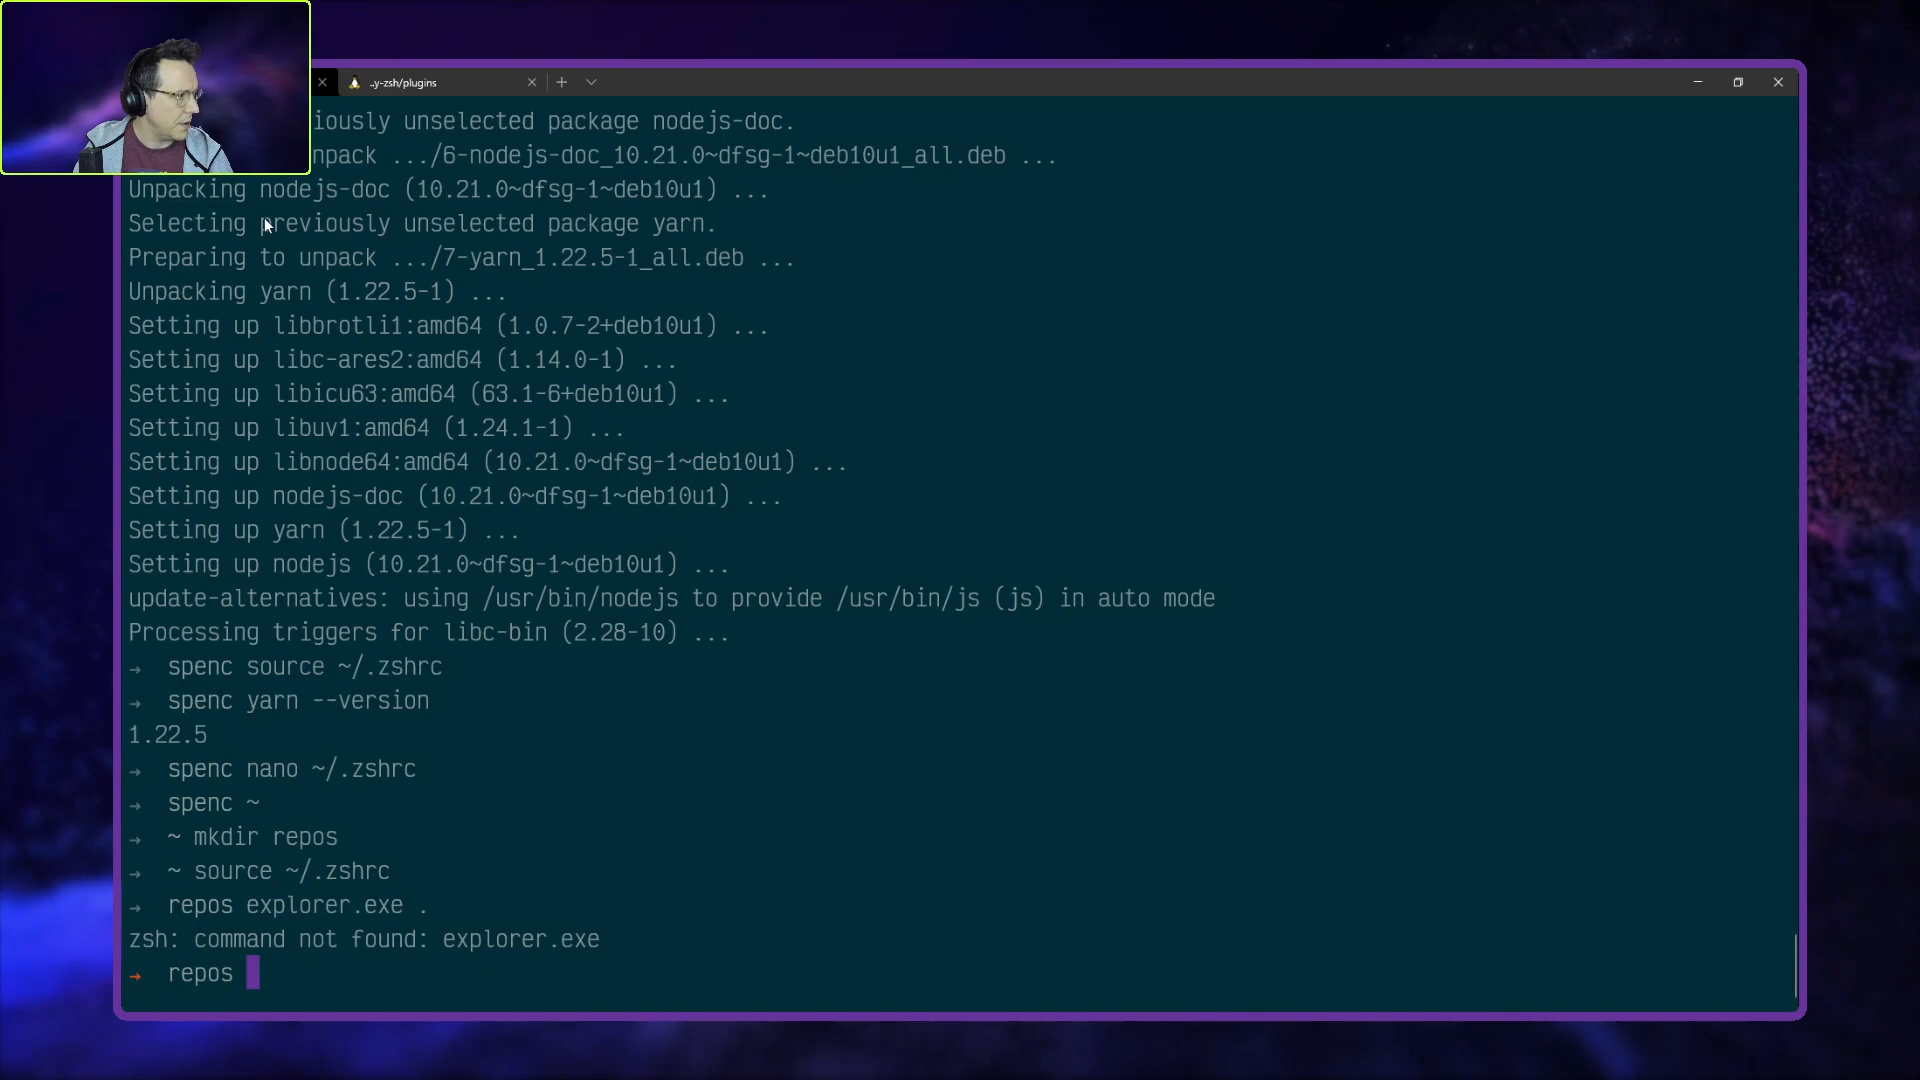 ..y-zsh/plugins
iously unselected package nodejs-doc.
npack .../6-nodejs-doc_10.21.0~dfsg-1~deb10u1_all.deb ...
Unpacking nodejs-doc (10.21.0~dfsg-1~deb10u1) ...
Selecting previously unselected package yarn.
Preparing to unpack .../7-yarn_1.22.5-1_all.deb ...
Unpacking yarn (1.22.5-1) ...
Setting up libbrotli1:amd64 (1.0.7-2+deb10u1) ...
Setting up libc-ares2:amd64 (1.14.0-1) ...
Setting up libicu63:amd64 (63.1-6+deb10u1) ...
Setting up libuv1:amd64 (1.24.1-1) ...
Setting up libnode64:amd64 (10.21.0~dfsg-1~deb10u1) ...
Setting up nodejs-doc (10.21.0~dfsg-1~deb10u1) ...
Setting up yarn (1.22.5-1) ...
Setting up nodejs (10.21.0~dfsg-1~deb10u1) ...
update-alternatives: using /usr/bin/nodejs to provide /usr/bin/js (js) in auto mode
Processing triggers for libc-bin (2.28-10) ...
→ spenc source ~/.zshrc
→ spenc yarn --version
1.22.5
→ spenc nano ~/.zshrc
→ spenc ~
→ ~ mkdir repos
→ ~ source ~/.zshrc
→ repos explorer.exe .
zsh: command not found: explorer.exe
→ repos